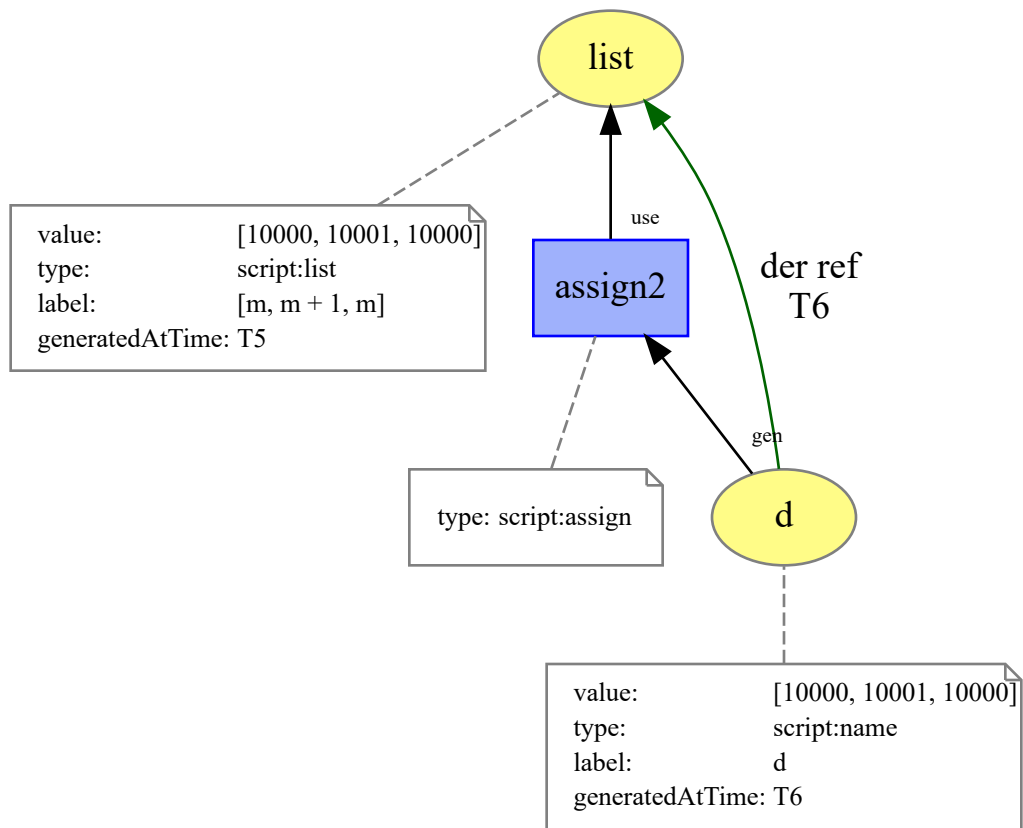 list
value: [10000, 10001, 10000]
type: script:list
label: [m, m + 1, m]
generatedAtTime: T5
use
assign2
der ref
T6
gen
type: script:assign
d
value: [10000, 10001, 10000]
type: script:name
label: d
generatedAtTime: T6